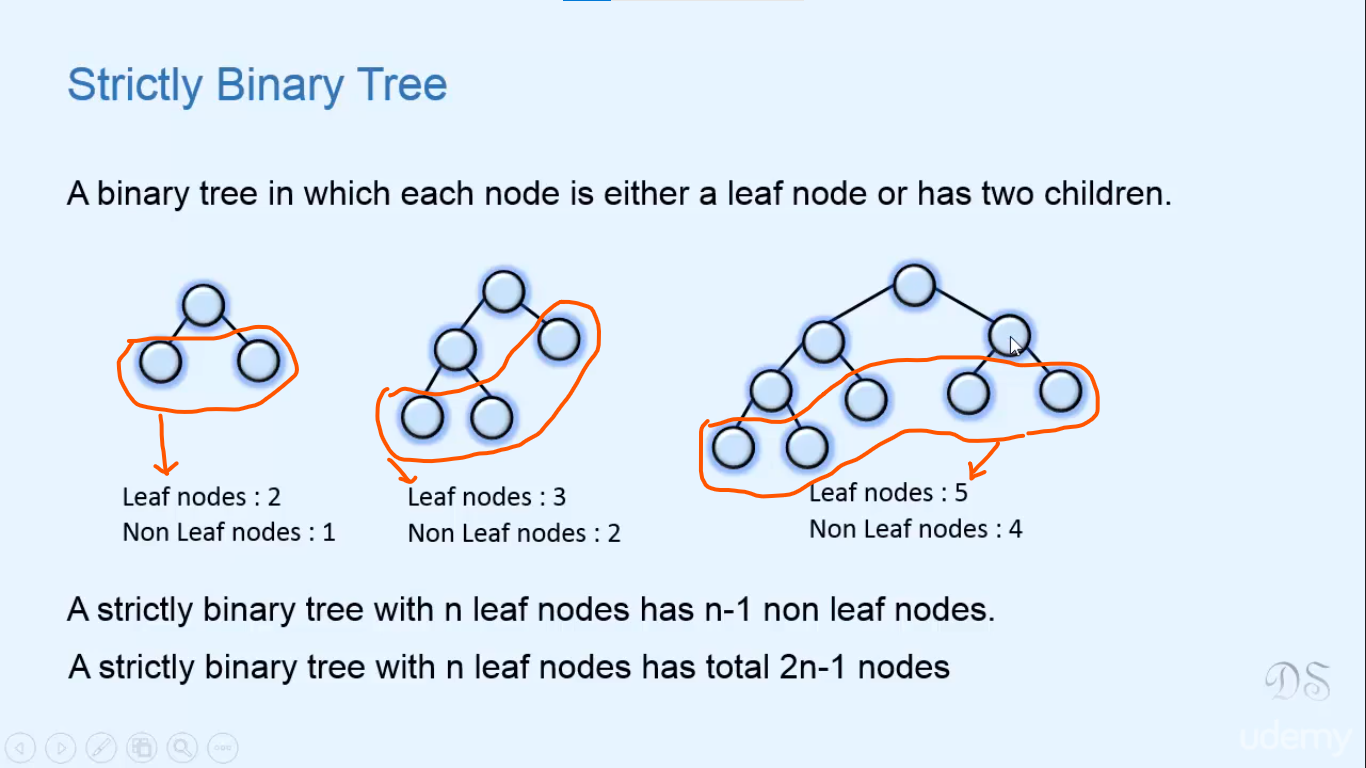 Strictly Binary Tree
A binary tree in which each node is either a leaf node or has two children.
Leaf nodes : 2
Non Leaf nodes : 1
Leaf nodes : 3
Non Leaf nodes : 2
Leaf nodes : 5
Non Leaf nodes : 4
A strictly binary tree with n leaf nodes has n-1 non leaf nodes.
A strictly binary tree with n leaf nodes has total 2n-1 nodes
DS
udemy